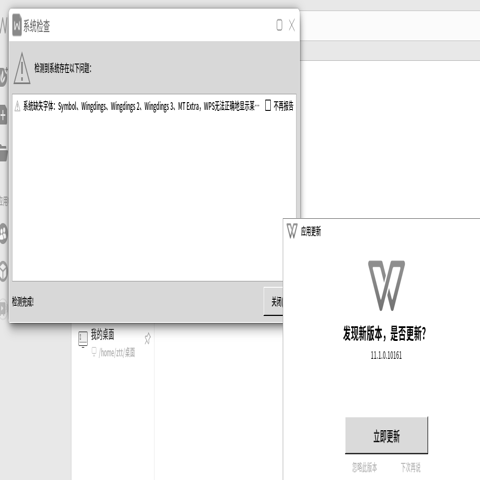 系统检查
检测到系统存在以下问题:
系统缺失字体: Symbol、Wingdings、Wingdings 2、Wingdings 3、MT Extra, WPS无法正确地显示某… 不再报告
检测完成!
关闭
应用更新
发现新版本，是否更新?
11.1.0.10161
立即更新
忽略此版本 下次再说
我的桌面
/home/ztt/桌面